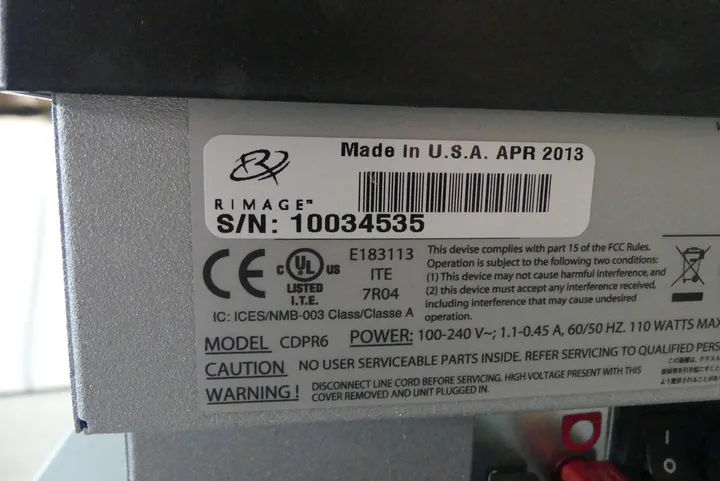 Made in U.S.A. APR 2013
RIMAGE™
S/N: 10034535
CE
C UL US
LISTED
I.T.E.
E183113
ITE
7R04
This devise complies with part 15 of the FCC Rules.
Operation is subject to the following two conditions:
(1) This device may not cause harmful interference, and
(2) this device must accept any interference received,
including interference that may cause undesired
operation.
IC: ICES/NMB-003 Class/Classe A
MODEL CDPR6 POWER: 100-240 V~; 1.1-0.45 A, 60/50 HZ. 110 WATTS MAX
CAUTION NO USER SERVICEABLE PARTS INSIDE. REFER SERVICING TO QUALIFIED PERS
WARNING! DISCONNECT LINE CORD BEFORE SERVICING. HIGH VOLTAGE PRESENT WITH THIS
COVER REMOVED AND UNIT PLUGGED IN.